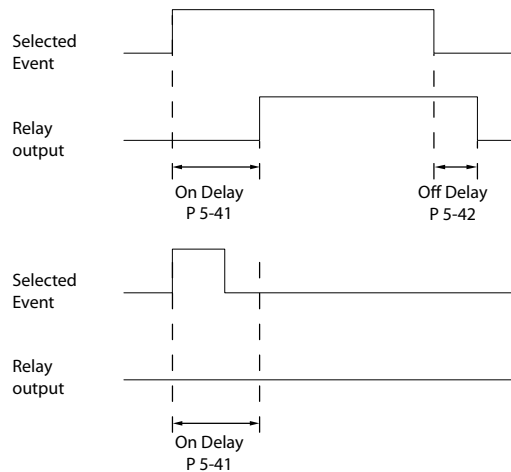 Selected
Event
Relay
output
On Delay
P 5-41
Off Delay
P 5-42
Selected
Event
Relay
output
On Delay
P 5-41